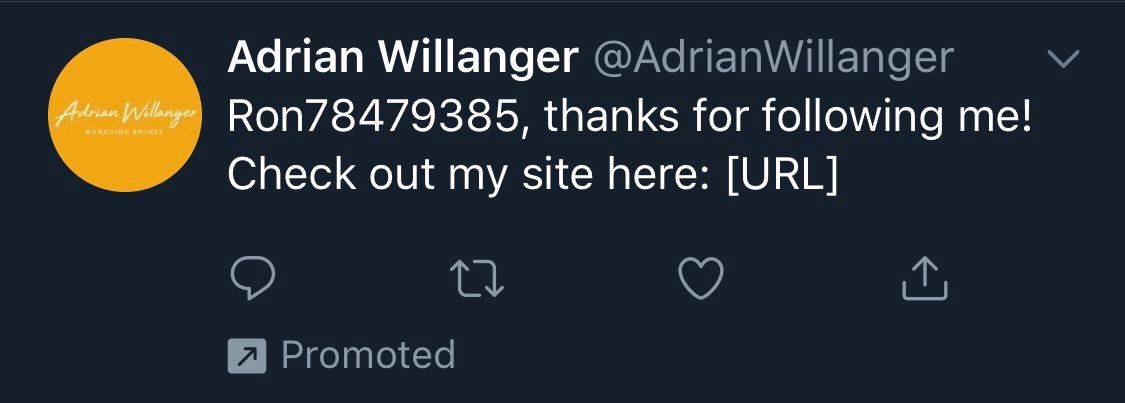 Adrian Willanger @AdrianWillanger
Adrian Willanger
MANAGING BROKER
Ron78479385, thanks for following me!
Check out my site here: [URL]
Promoted